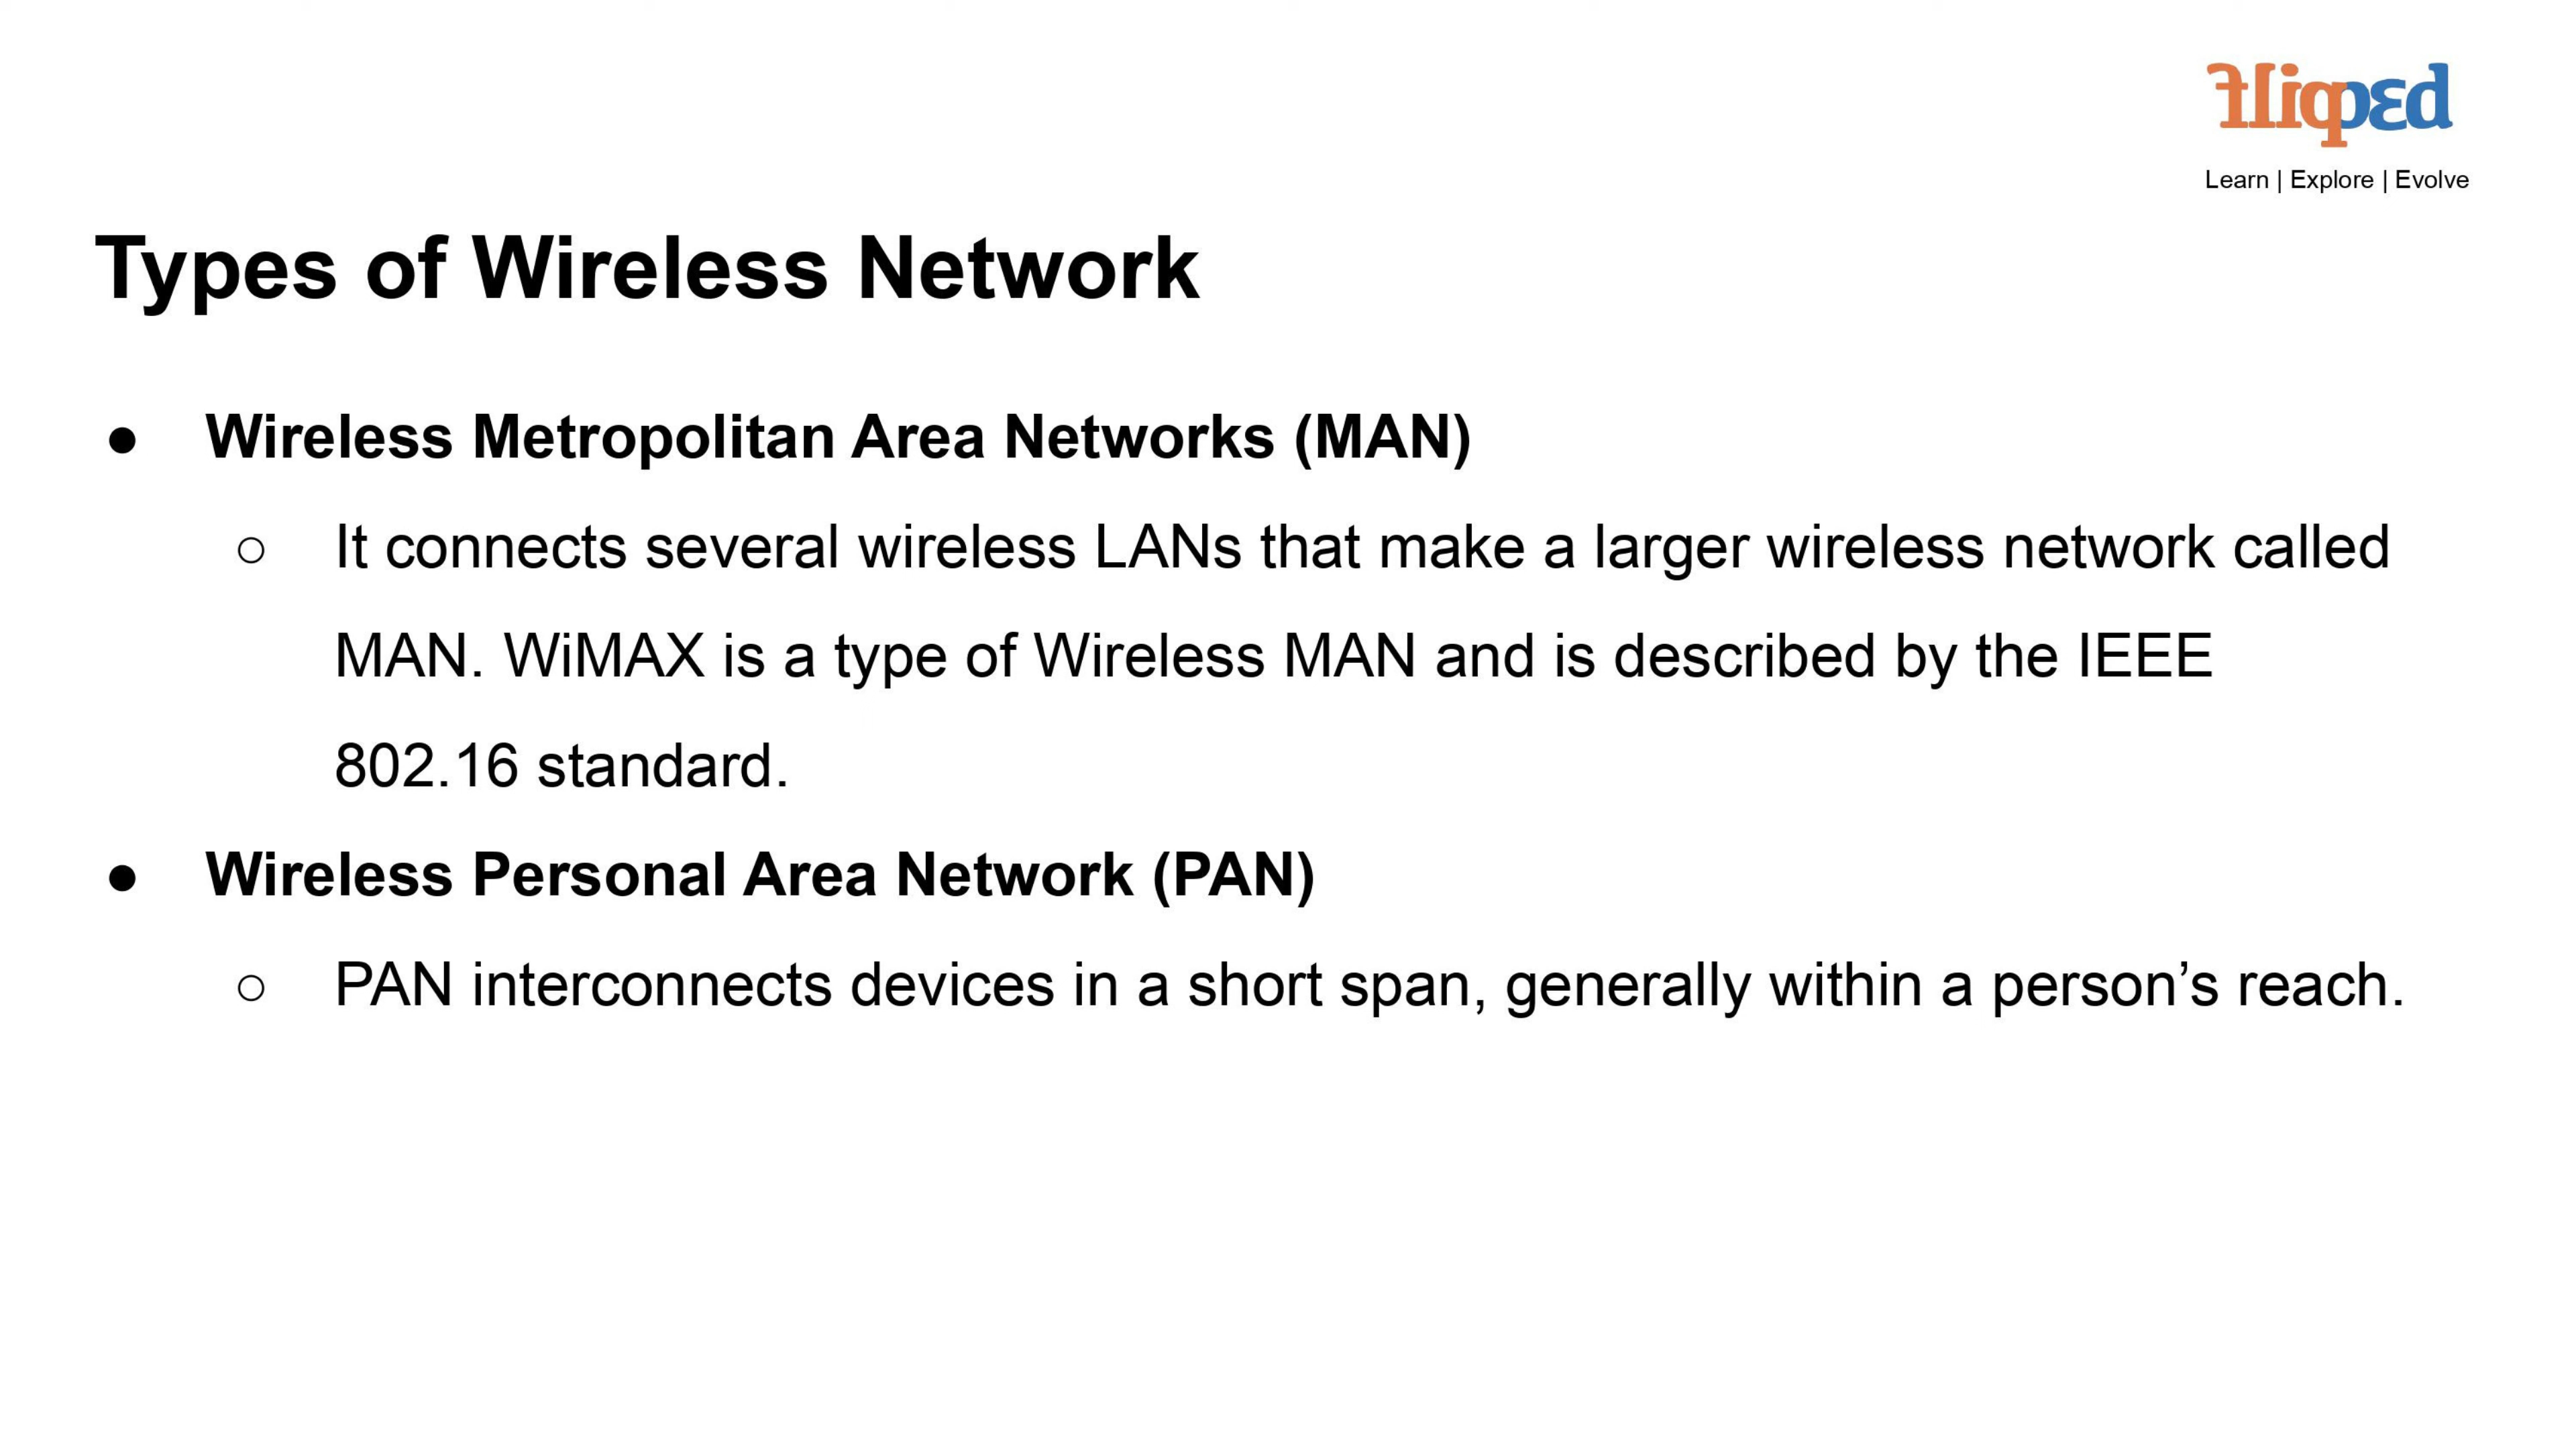 fliqped
Learn | Explore | Evolve
Types of Wireless Network
● Wireless Metropolitan Area Networks (MAN)
○ It connects several wireless LANs that make a larger wireless network called
MAN. WiMAX is a type of Wireless MAN and is described by the IEEE
802.16 standard.
● Wireless Personal Area Network (PAN)
○ PAN interconnects devices in a short span, generally within a person’s reach.